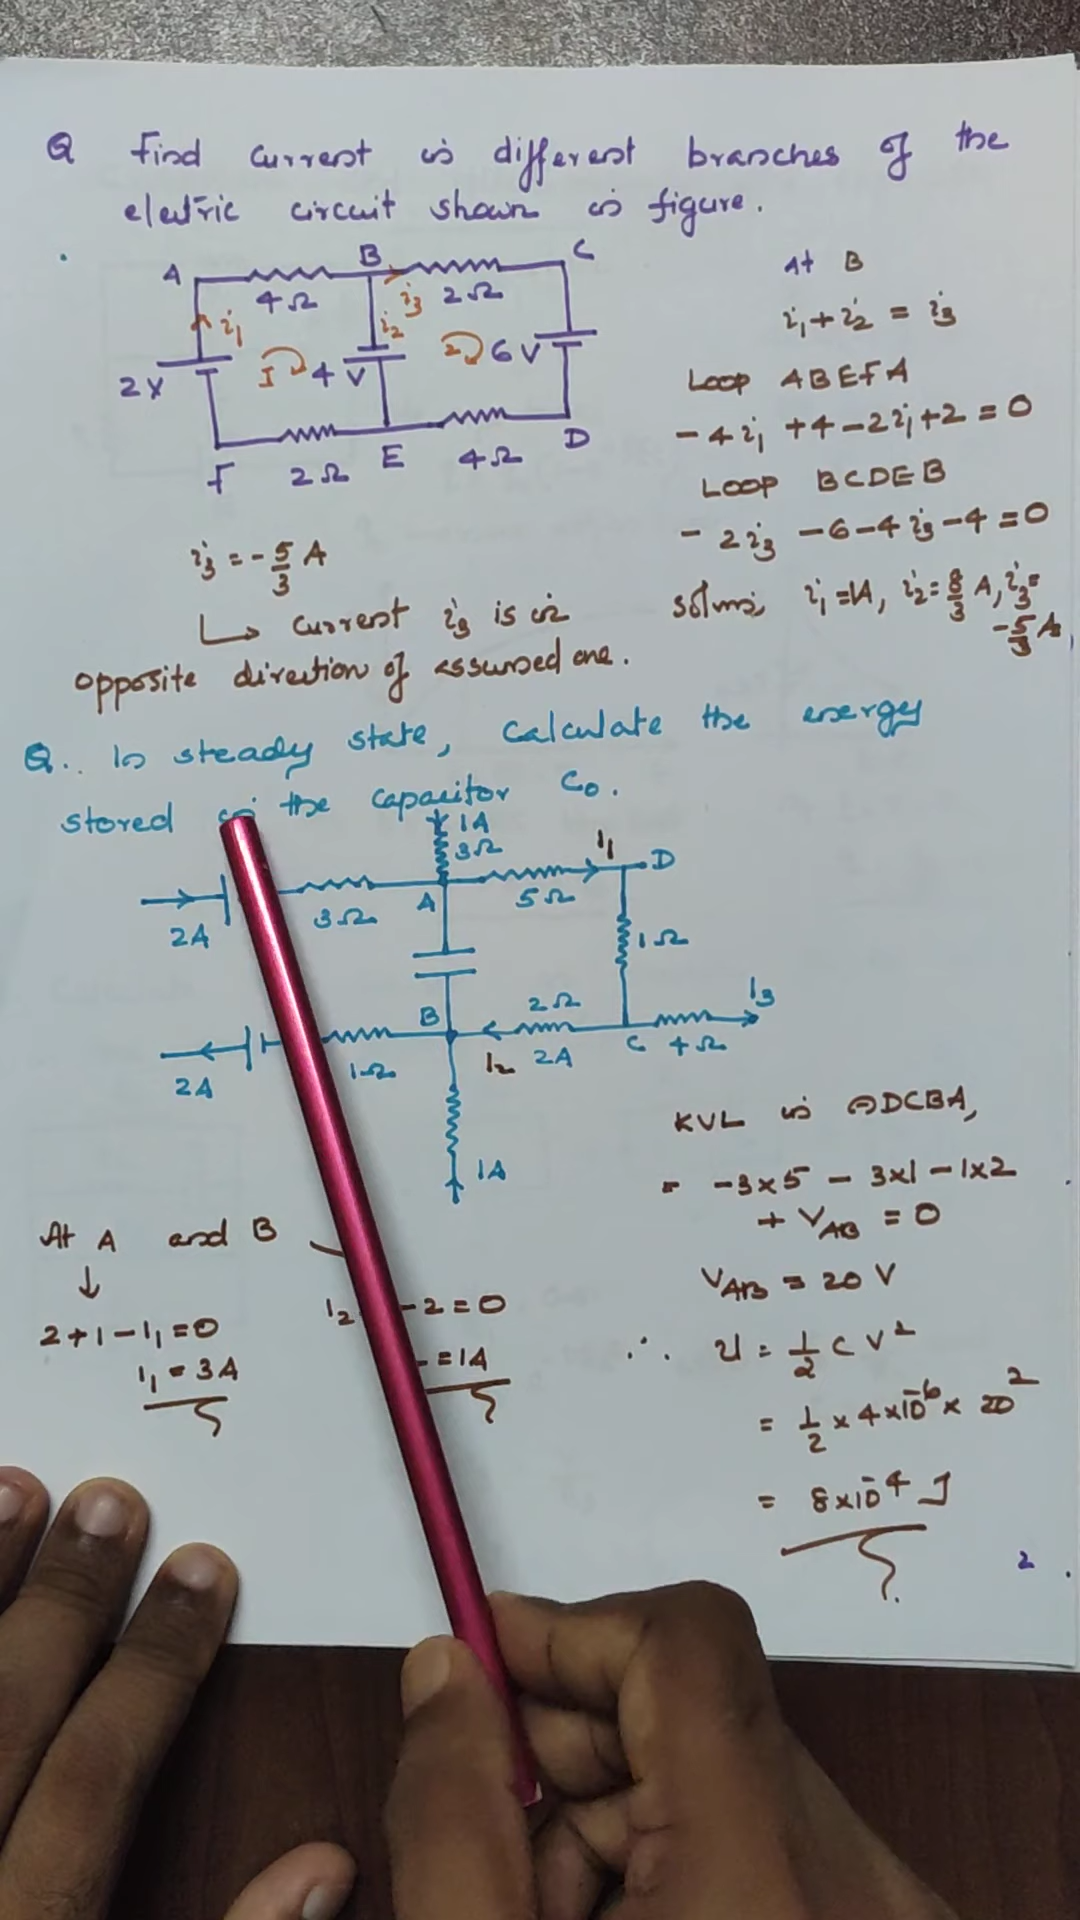 Q Find current in different branches of the
electric circuit shown in figure.
A B C
4Ω i3 2Ω
i1 i2
2V I 4V 2 6V
F 2Ω E 4Ω D
At B
i1 + i2 = i3
Loop ABEFA
-4i1 +4 -2i1 +2 = 0
Loop BCDEB
- 2i3 -6 -4i3 -4 = 0
i1 = 1A, i2 = 8/3 A, i3 =
-5/3 A
i3 = -5/3 A
↳ Current i3 is in
opposite direction of assumed one.
Q.. In steady state, calculate the energy
stored in the capacitor C0.
1A
3Ω I1 D
2A 3Ω A 5Ω
1Ω
B 2Ω I3
2A 1Ω I2 2A C 4Ω
1A
KVL in ADCBA,
= -3×5 - 3×1 - 1×2
+ VAB = 0
VAB = 20 V
∴ U = 1/2 C V²
= 1/2 × 4×10⁻⁶ × 20²
= 8×10⁻⁴ J
At A and B
↓
2+1-I1 = 0
I1 = 3A
I2 -2 = 0
= 1A
2